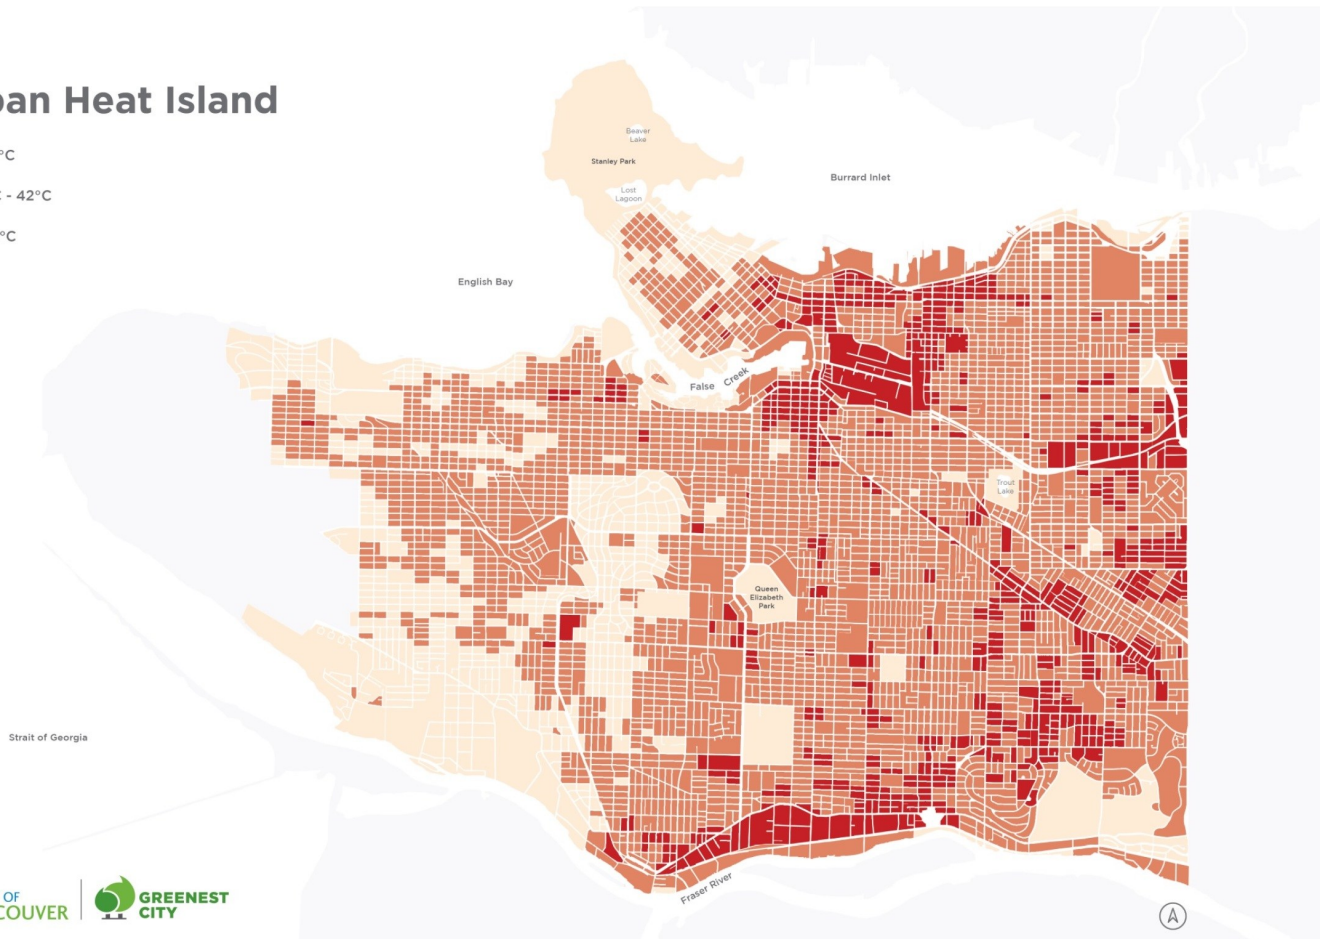 ban Heat Island
°C
- 42°C
°C
Beaver
Lake
Stanley Park
Lost
Lagoon
Burrard Inlet
English Bay
False Creek
Trout
Lake
Queen
Elizabeth
Park
Strait of Georgia
Fraser River
OF
COUVER
GREENEST
CITY